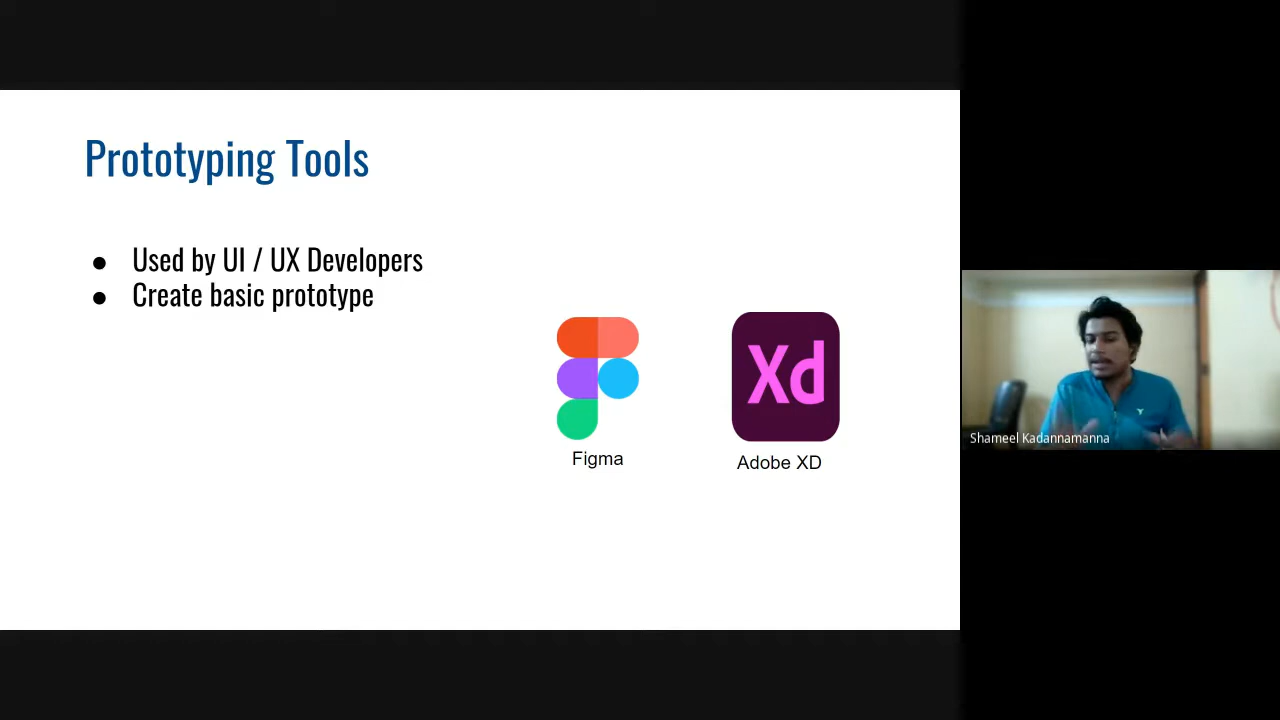 Prototyping Tools
● Used by UI / UX Developers
● Create basic prototype
Xd
Figma
Adobe XD
Shameel Kadannamanna